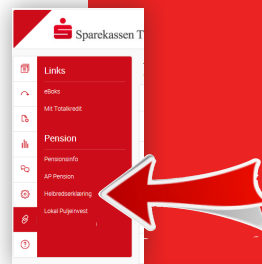 Sparekassen T
Links
eBoks
Mit Totalkredit
Pension
Pensionsinfo
AP Pension
Helbredserklæring
Lokal Puljeinvest